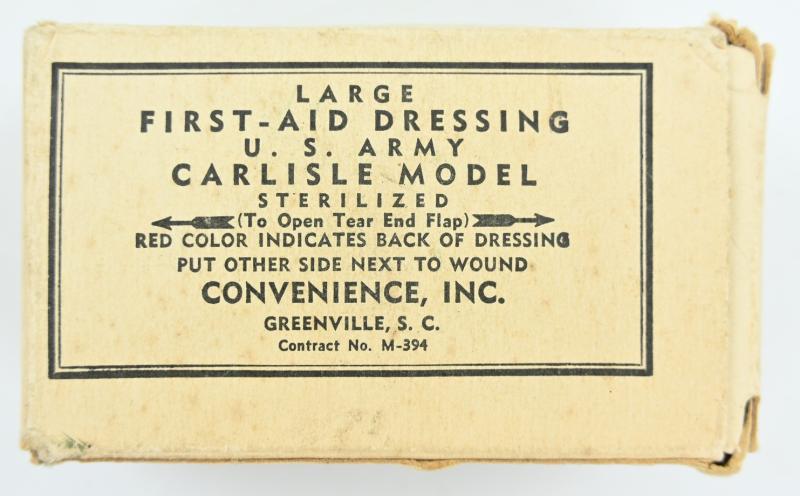 LARGE
FIRST-AID DRESSING
U. S. ARMY
CARLISLE MODEL
STERILIZED
(To Open Tear End Flap)
RED COLOR INDICATES BACK OF DRESSING
PUT OTHER SIDE NEXT TO WOUND
CONVENIENCE, INC.
GREENVILLE, S. C.
Contract No. M-394